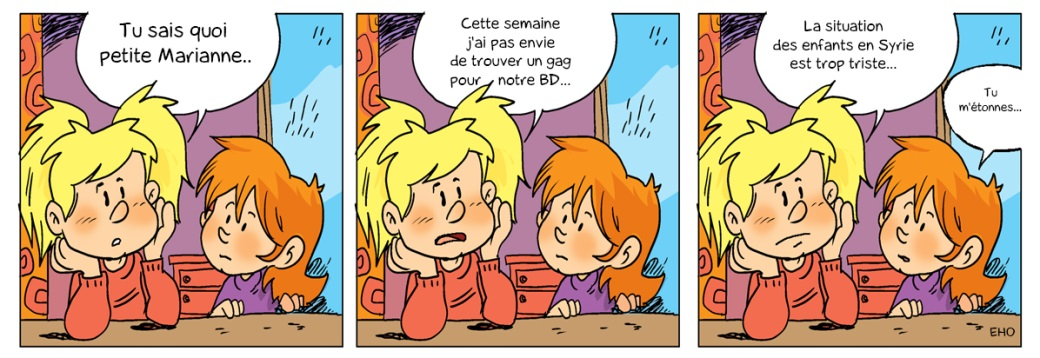 Tu sais quoi
petite Marianne..
Cette semaine
j'ai pas envie
de trouver un gag
pour notre BD...
La situation
des enfants en Syrie
est trop triste...
Tu
m'étonnes...
EHO